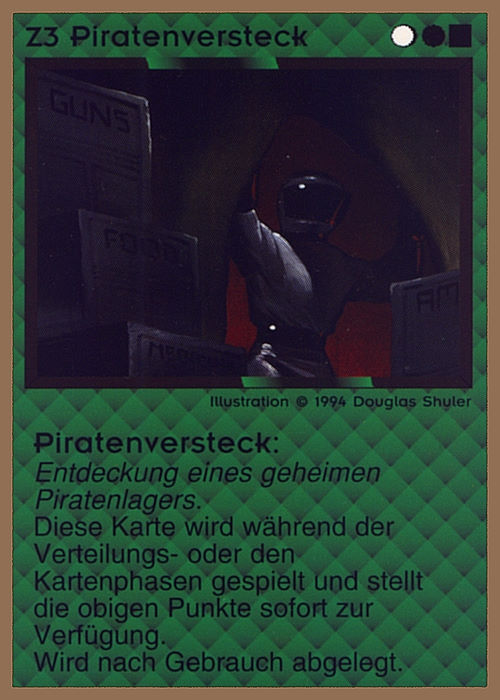 Z3 Piratenversteck
GUNS
FOOD
AM
Illustration © 1994 Douglas Shuler
Piratenversteck:
Entdeckung eines geheimen
Piratenlagers.
Diese Karte wird während der
Verteilungs- oder den
Kartenphasen gespielt und stellt
die obigen Punkte sofort zur
Verfügung.
Wird nach Gebrauch abgelegt.